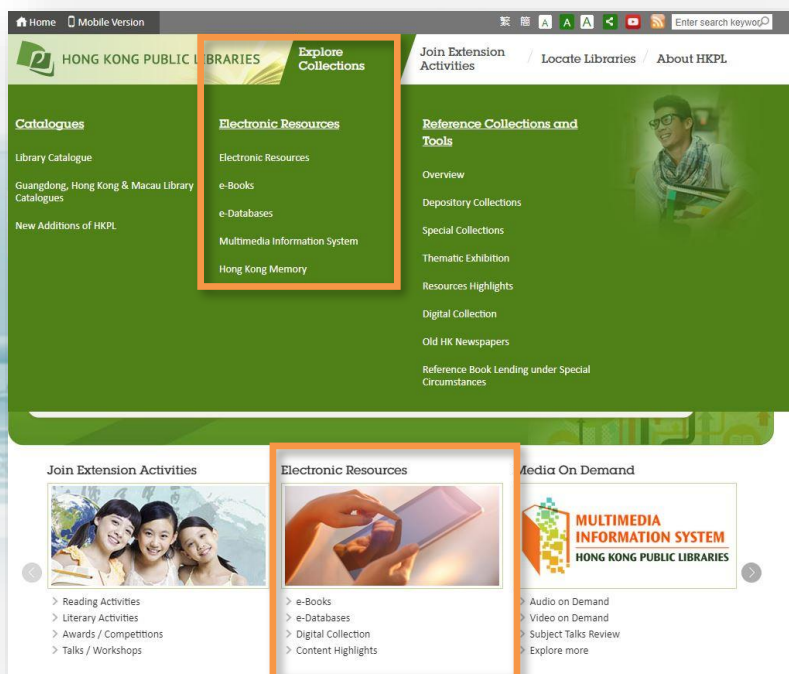 Home Mobile Version
繁 簡 A A A Enter search keywor
HONG KONG PUBLIC LIBRARIES
Explore
Collections
Join Extension
Activities
Locate Libraries
About HKPL
Catalogues
Library Catalogue
Guangdong, Hong Kong & Macau Library
Catalogues
New Additions of HKPL
Electronic Resources
Electronic Resources
e-Books
e-Databases
Multimedia Information System
Hong Kong Memory
Reference Collections and
Tools
Overview
Depository Collections
Special Collections
Thematic Exhibition
Resources Highlights
Digital Collection
Old HK Newspapers
Reference Book Lending under Special
Circumstances
Join Extension Activities
> Reading Activities
> Literary Activities
> Awards / Competitions
> Talks / Workshops
Electronic Resources
> e-Books
> e-Databases
> Digital Collection
> Content Highlights
Media On Demand
MULTIMEDIA
INFORMATION SYSTEM
HONG KONG PUBLIC LIBRARIES
> Audio on Demand
> Video on Demand
> Subject Talks Review
> Explore more